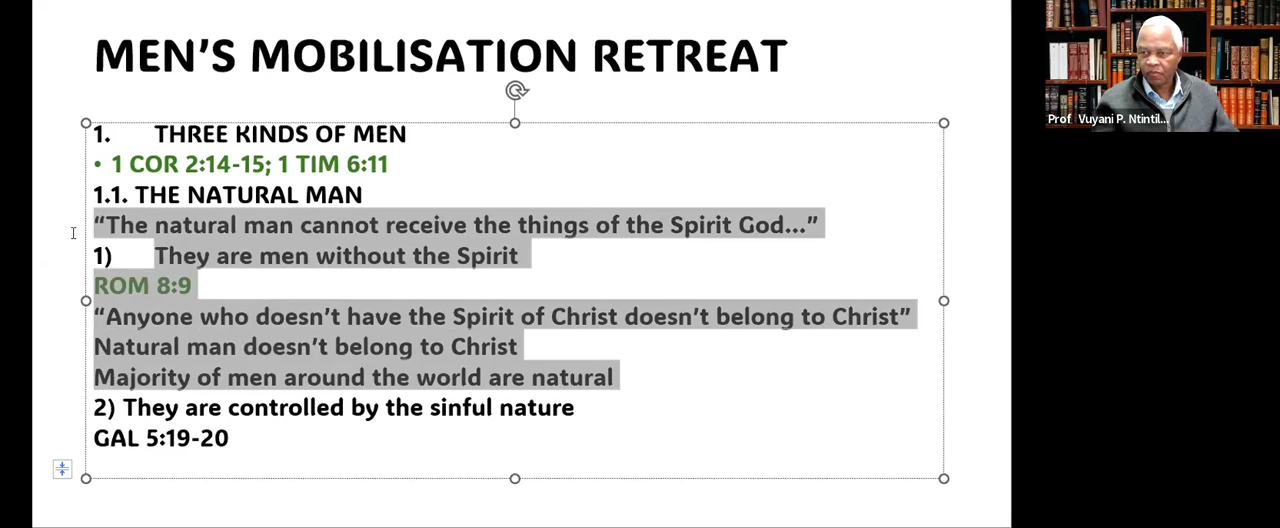 MEN’S MOBILISATION RETREAT
1. THREE KINDS OF MEN
• 1 COR 2:14-15; 1 TIM 6:11
1.1. THE NATURAL MAN
“The natural man cannot receive the things of the Spirit God...”
1) They are men without the Spirit
ROM 8:9
“Anyone who doesn’t have the Spirit of Christ doesn’t belong to Christ”
Natural man doesn’t belong to Christ
Majority of men around the world are natural
2) They are controlled by the sinful nature
GAL 5:19-20
Prof Vuyani P. Ntintil...